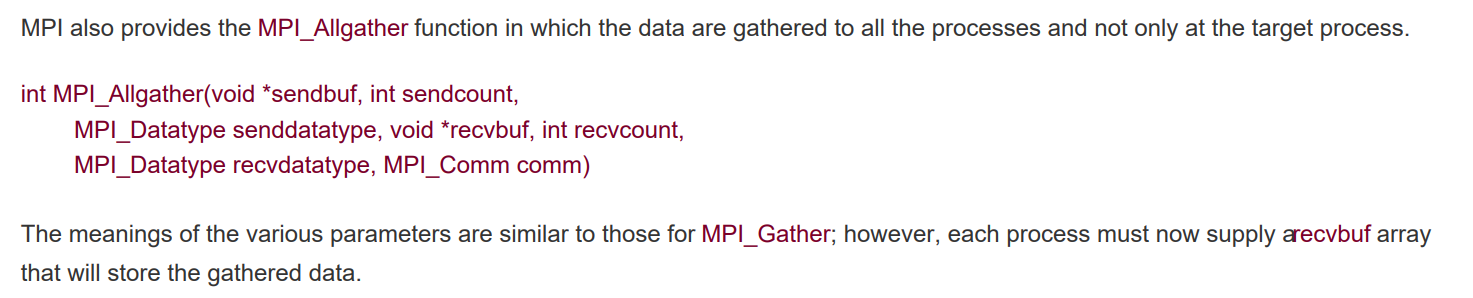 MPI also provides the MPI_Allgather function in which the data are gathered to all the processes and not only at the target process.
int MPI_Allgather(void *sendbuf, int sendcount,
MPI_Datatype senddatatype, void *recvbuf, int recvcount,
MPI_Datatype recvdatatype, MPI_Comm comm)
The meanings of the various parameters are similar to those for MPI_Gather; however, each process must now supply arecvbuf array
that will store the gathered data.